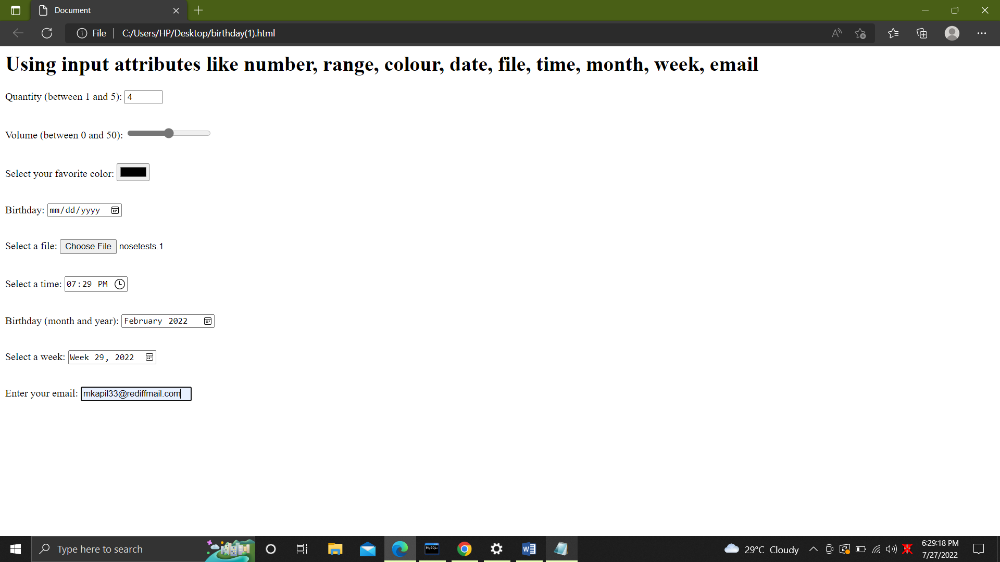 Document
File
C:/Users/HP/Desktop/birthday(1).html
Using input attributes like number, range, colour, date, file, time, month, week, email
Quantity (between 1 and 5): 4
Volume (between 0 and 50):
Select your favorite color:
Birthday: mm/dd/yyyy
Select a file: Choose File nosetests.1
Select a time: 07:29 PM
Birthday (month and year): February 2022
Select a week: Week 29, 2022
Enter your email: mkapil33@rediffmail.com
Type here to search
MySQL
29°C Cloudy
6:29:18 PM
7/27/2022